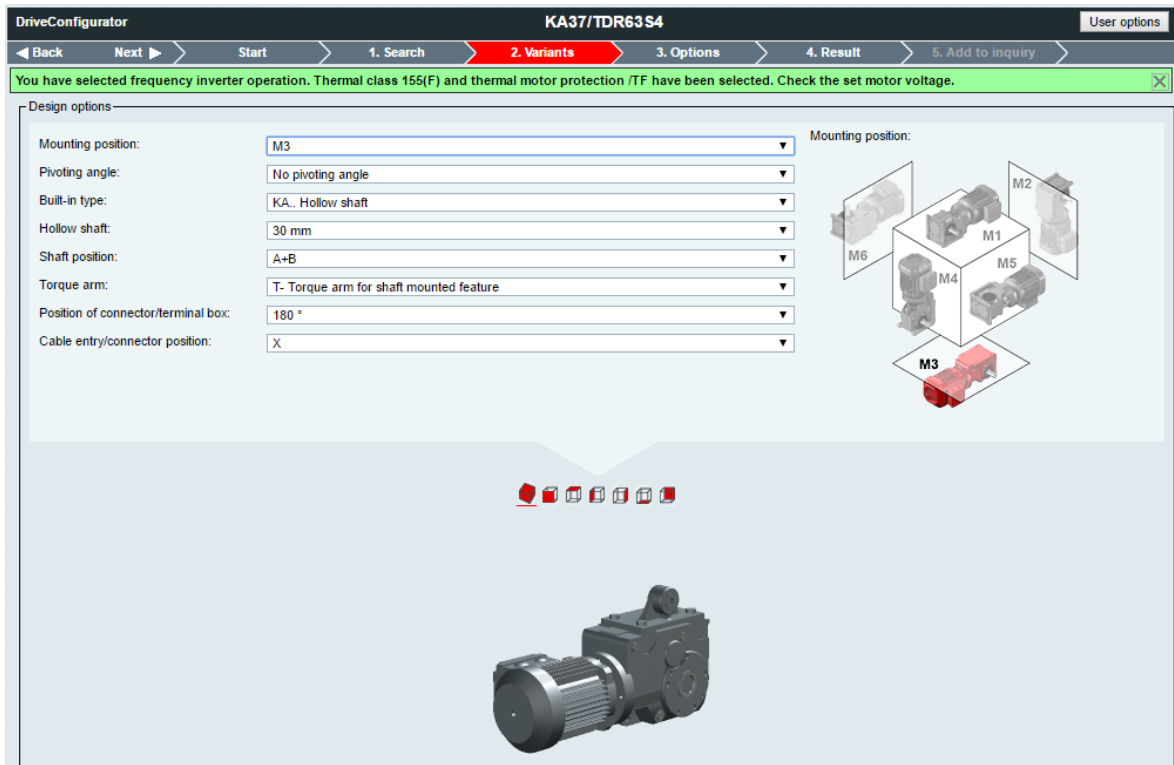 DriveConfigurator KA37/TDR63S4 User options
◀ Back Next ▶ Start 1. Search 2. Variants 3. Options 4. Result 5. Add to inquiry
You have selected frequency inverter operation. Thermal class 155(F) and thermal motor protection /TF have been selected. Check the set motor voltage.
Design options
Mounting position: M3
Pivoting angle: No pivoting angle
Built-in type: KA.. Hollow shaft
Hollow shaft: 30 mm
Shaft position: A+B
Torque arm: T- Torque arm for shaft mounted feature
Position of connector/terminal box: 180 °
Cable entry/connector position: X
Mounting position:
M2
M1
M6
M5
M4
M3